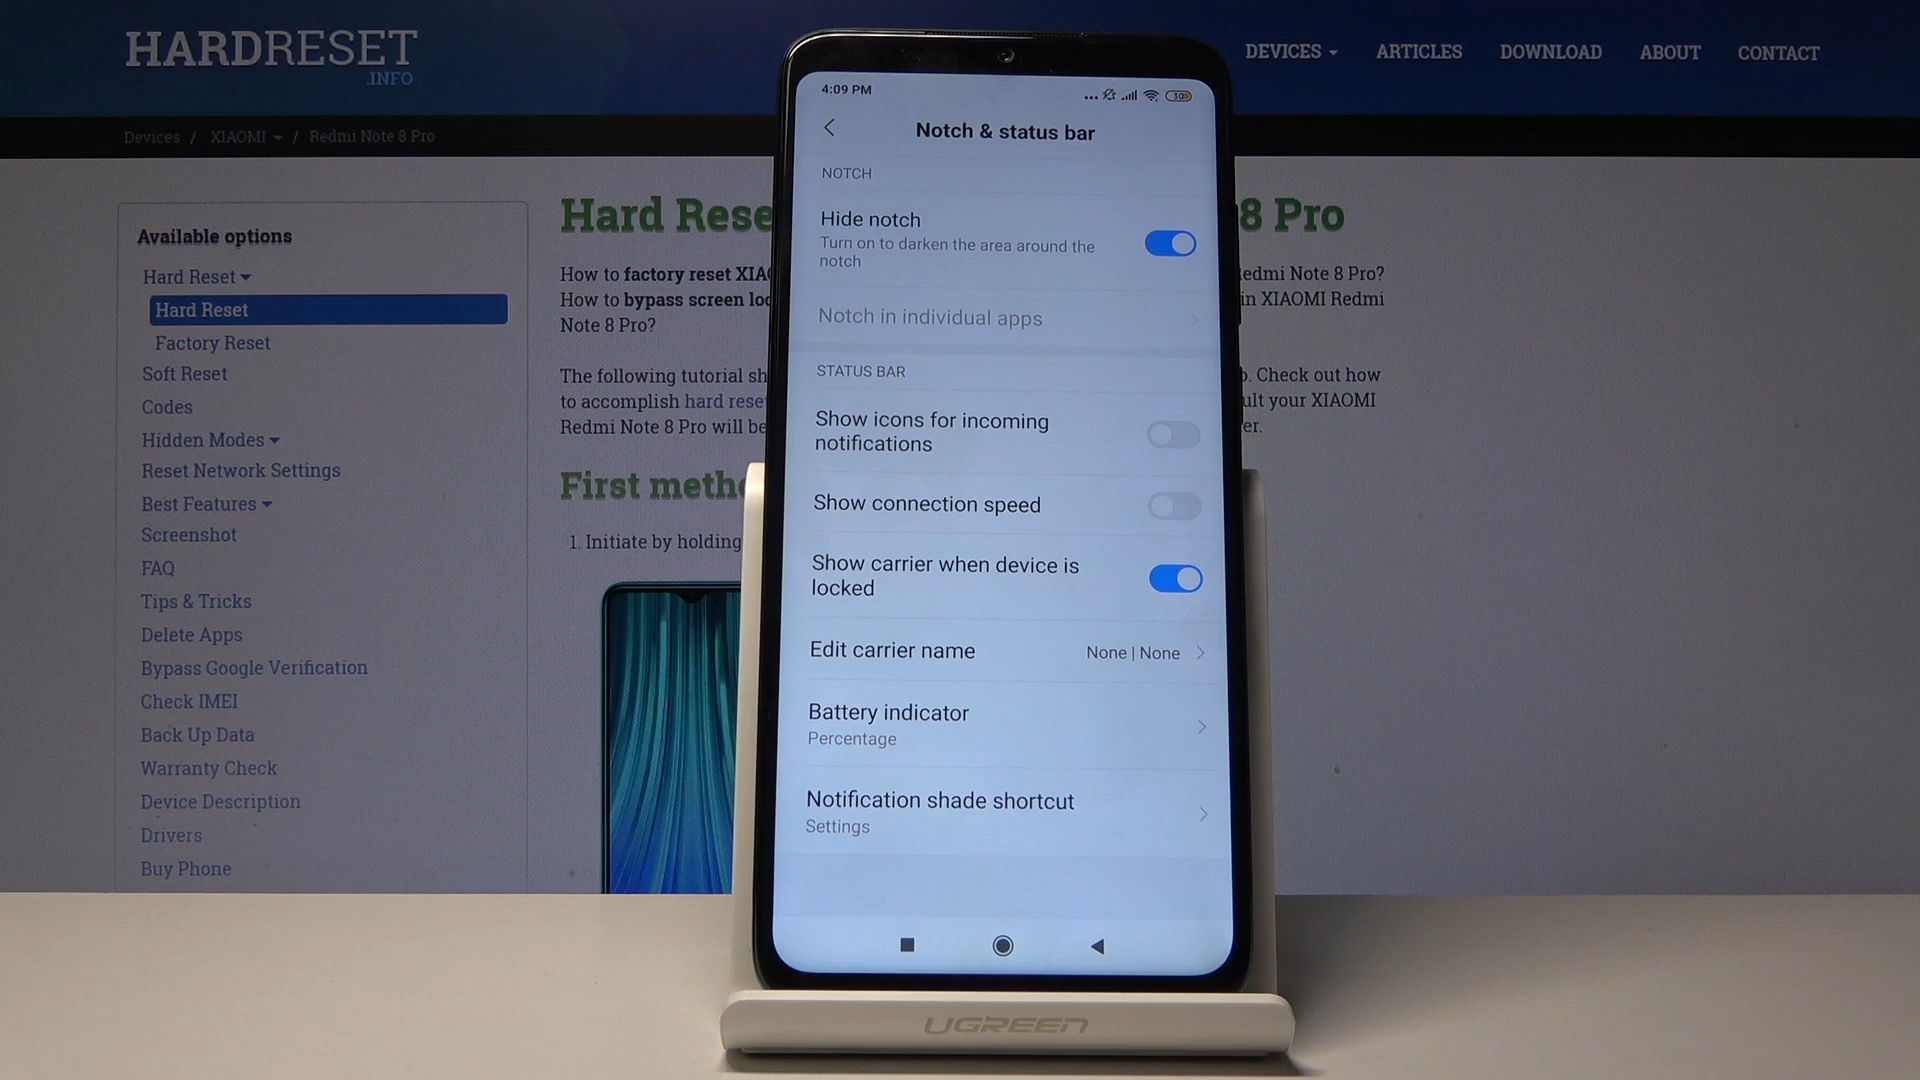 HARDRESET
.INFO
DEVICES
ARTICLES
DOWNLOAD
ABOUT
CONTACT
Devices / XIAOMI / Redmi Note 8 Pro
Available options
Hard Reset
Hard Reset
Factory Reset
Soft Reset
Codes
Hidden Modes
Reset Network Settings
Best Features
Screenshot
FAQ
Tips & Tricks
Delete Apps
Bypass Google Verification
Check IMEI
Back Up Data
Warranty Check
Device Description
Drivers
Buy Phone
Hard Rese 8 Pro
How to factory reset XIAO edmi Note 8 Pro?
How to bypass screen loc in XIAOMI Redmi
Note 8 Pro?
The following tutorial sh . Check out how
to accomplish hard rese ult your XIAOMI
Redmi Note 8 Pro will be er.
First meth
1. Initiate by holding
4:09 PM
30
Notch & status bar
NOTCH
Hide notch
Turn on to darken the area around the
notch
Notch in individual apps
STATUS BAR
Show icons for incoming
notifications
Show connection speed
Show carrier when device is
locked
Edit carrier name
None | None
Battery indicator
Percentage
Notification shade shortcut
Settings
UGREEN